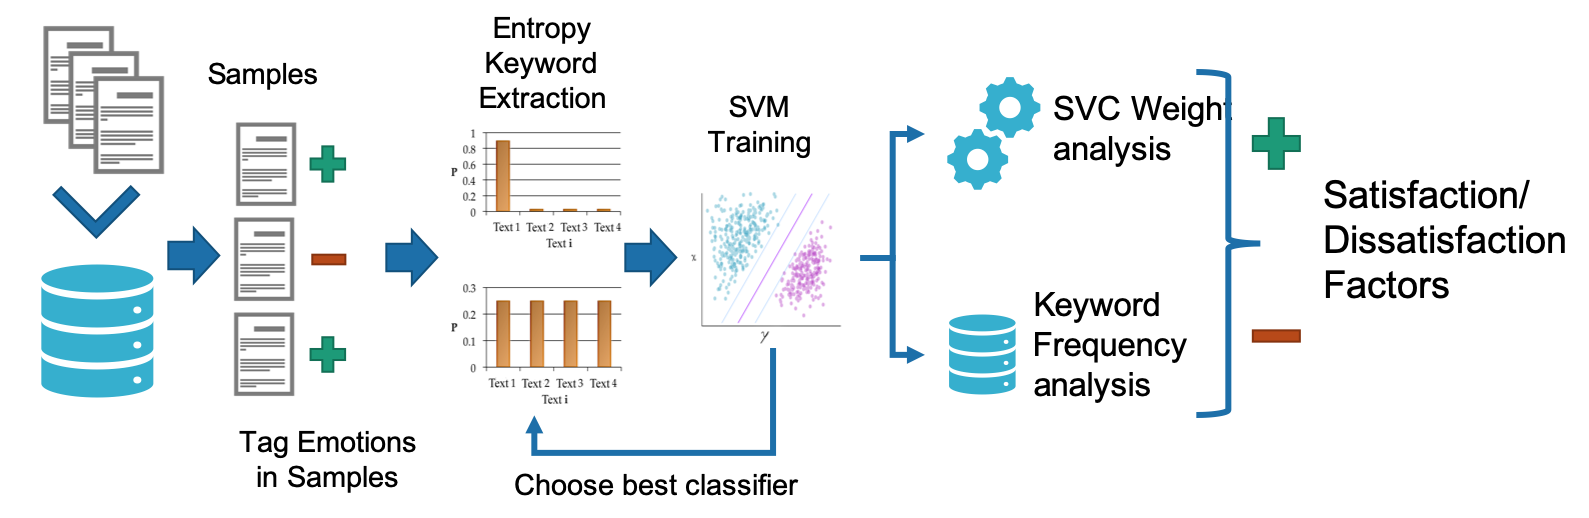 Samples
Tag Emotions
in Samples
Entropy
Keyword
Extraction
1
0.8
0.6
0.4
0.2
0
P
Text 1 Text 2 Text 3 Text 4
Text i
0.3
0.2
0.1
0
P
Text 1 Text 2 Text 3 Text 4
Text i
Choose best classifier
SVM
Training
x
y
SVC Weight
analysis
Keyword
Frequency
analysis
Satisfaction/
Dissatisfaction
Factors